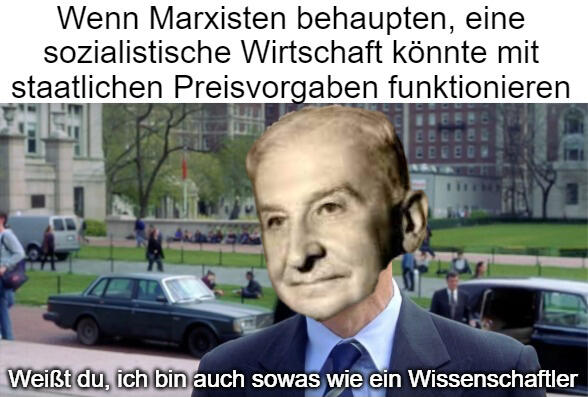 Wenn Marxisten behaupten, eine
sozialistische Wirtschaft könnte mit
staatlichen Preisvorgaben funktionieren
Weißt du, ich bin auch sowas wie ein Wissenschaftler